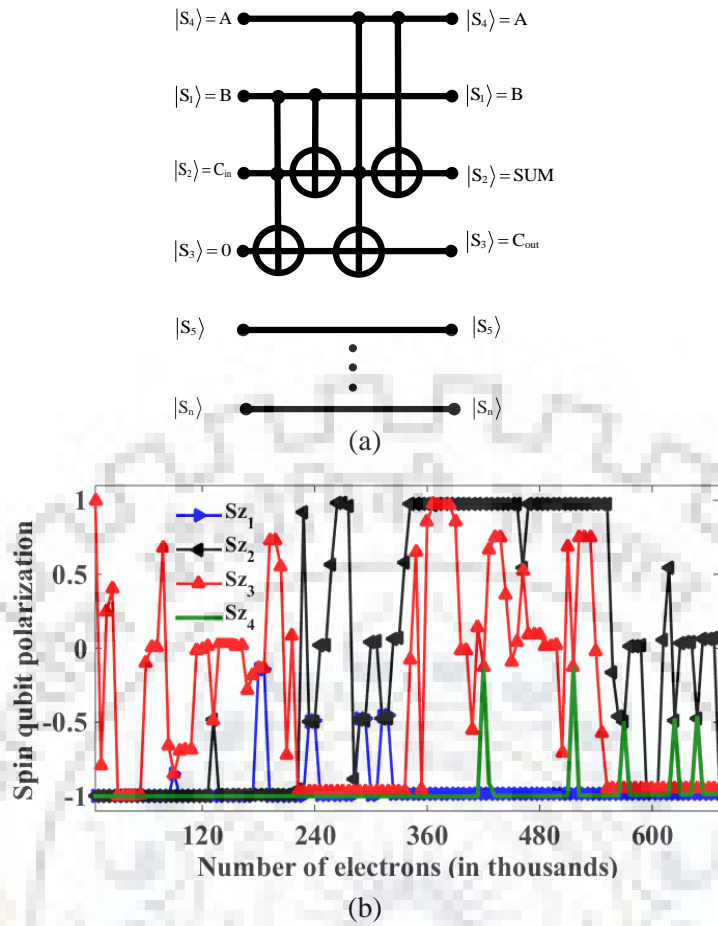 |S₄⟩ = A |S₄⟩ = A
|S₁⟩ = B |S₁⟩ = B
|S₂⟩ = C_in |S₂⟩ = SUM
|S₃⟩ = 0 |S₃⟩ = C_out
|S₅⟩ |S₅⟩
|Sₙ⟩ |Sₙ⟩
(a)
Spin qubit polarization
1
0.5
0
-0.5
-1
Sz₁
Sz₂
Sz₃
Sz₄
120 240 360 480 600
Number of electrons (in thousands)
(b)